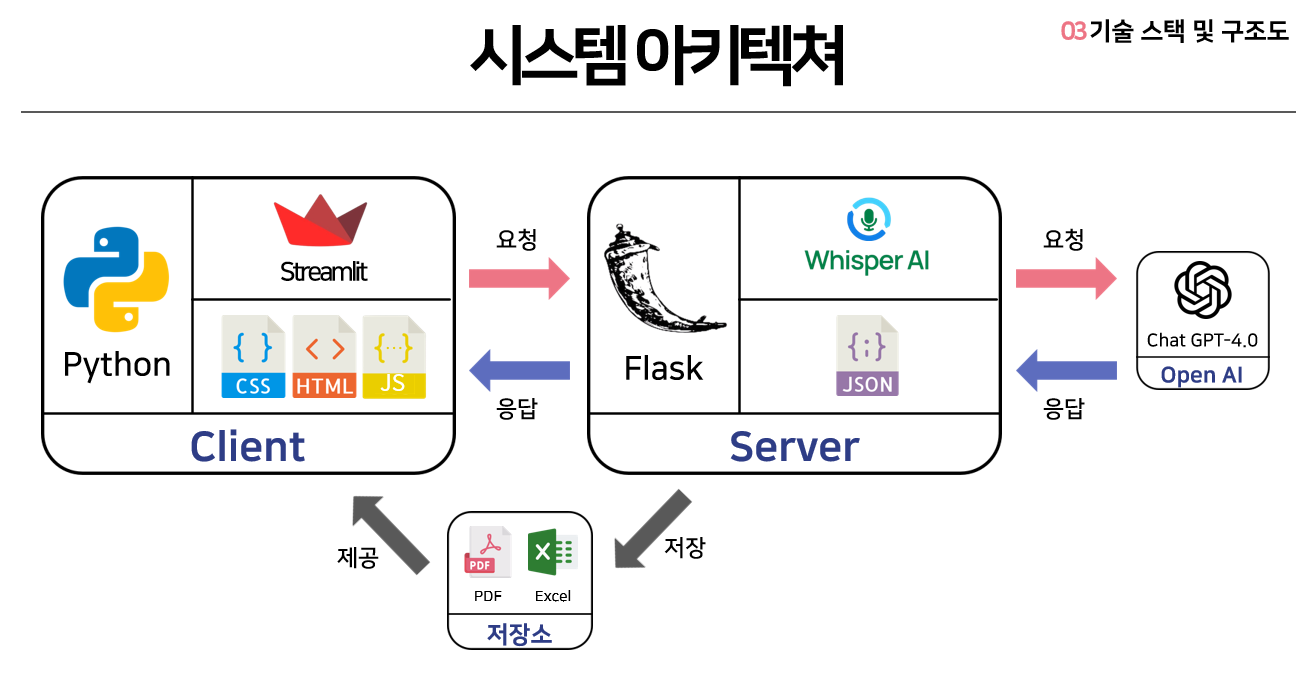 시스템 아키텍쳐
03 기술 스택 및 구조도
Python
Streamlit
{ }
CSS
< >
HTML
{...}
JS
Client
요청
응답
Flask
Whisper AI
{;}
JSON
Server
요청
응답
Chat GPT-4.0
Open AI
제공
저장
PDF
X
PDF
Excel
저장소